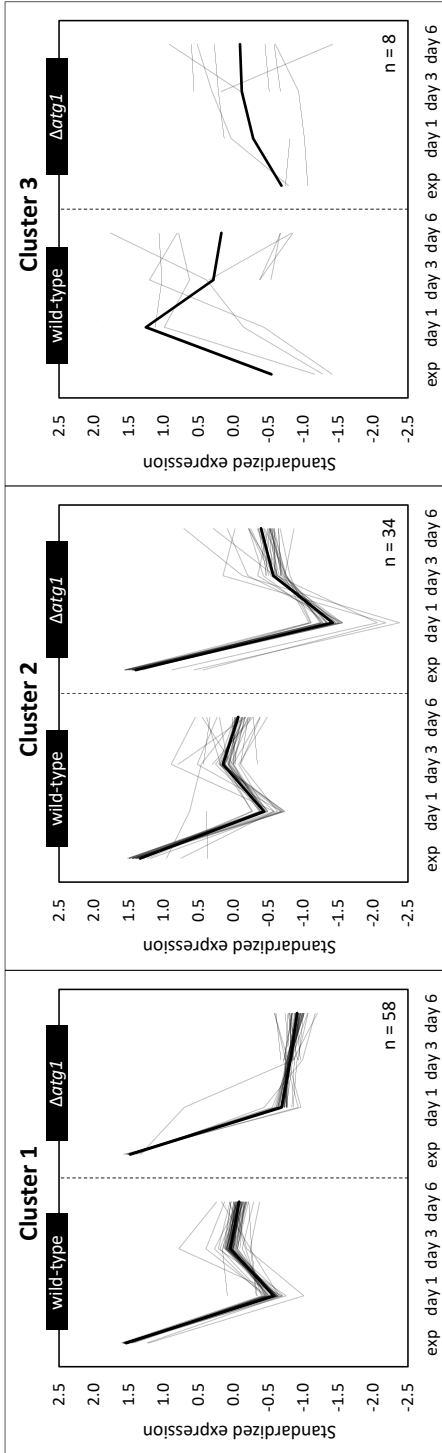 Cluster 1
wild-type
Δatg1
Standardized expression
2.5
2.0
1.5
1.0
0.5
0.0
-0.5
-1.0
-1.5
-2.0
-2.5
n = 58
exp day 1 day 3 day 6
exp day 1 day 3 day 6
Cluster 2
wild-type
Δatg1
Standardized expression
2.5
2.0
1.5
1.0
0.5
0.0
-0.5
-1.0
-1.5
-2.0
-2.5
n = 34
exp day 1 day 3 day 6
exp day 1 day 3 day 6
Cluster 3
wild-type
Δatg1
Standardized expression
2.5
2.0
1.5
1.0
0.5
0.0
-0.5
-1.0
-1.5
-2.0
-2.5
n = 8
exp day 1 day 3 day 6
exp day 1 day 3 day 6